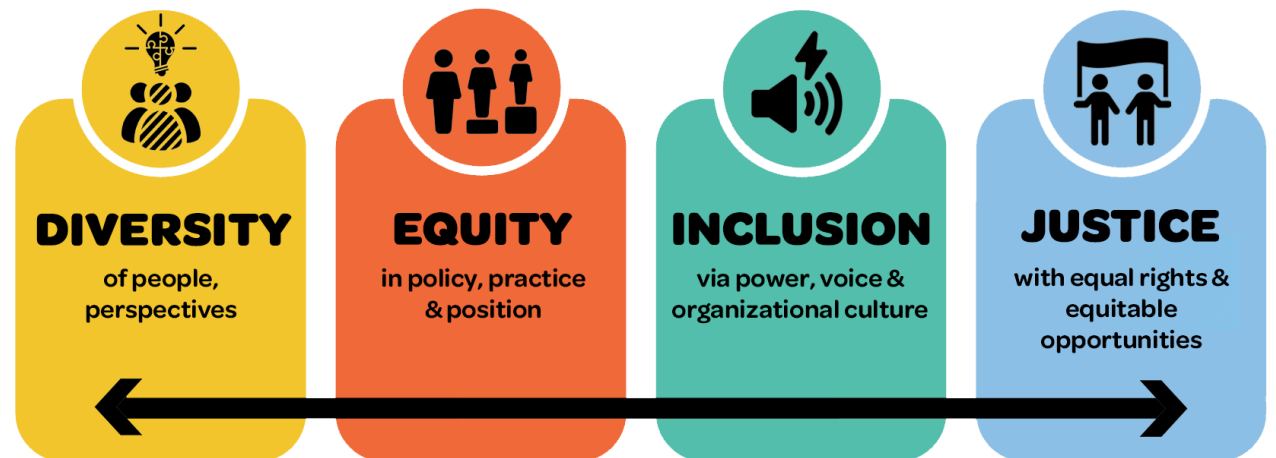 DIVERSITY
of people,
perspectives
EQUITY
in policy, practice
& position
INCLUSION
via power, voice &
organizational culture
JUSTICE
with equal rights &
equitable
opportunities